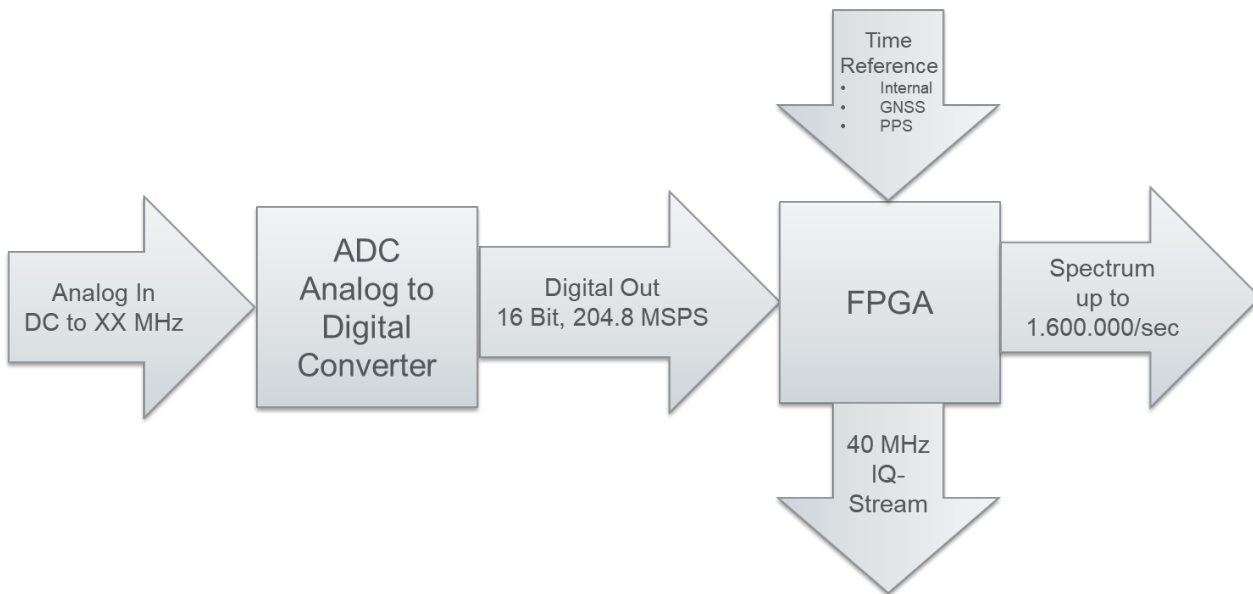 Time
Reference
• Internal
• GNSS
• PPS
Analog In
DC to XX MHz
ADC
Analog to
Digital
Converter
Digital Out
16 Bit, 204.8 MSPS
FPGA
Spectrum
up to
1.600.000/sec
40 MHz
IQ-
Stream